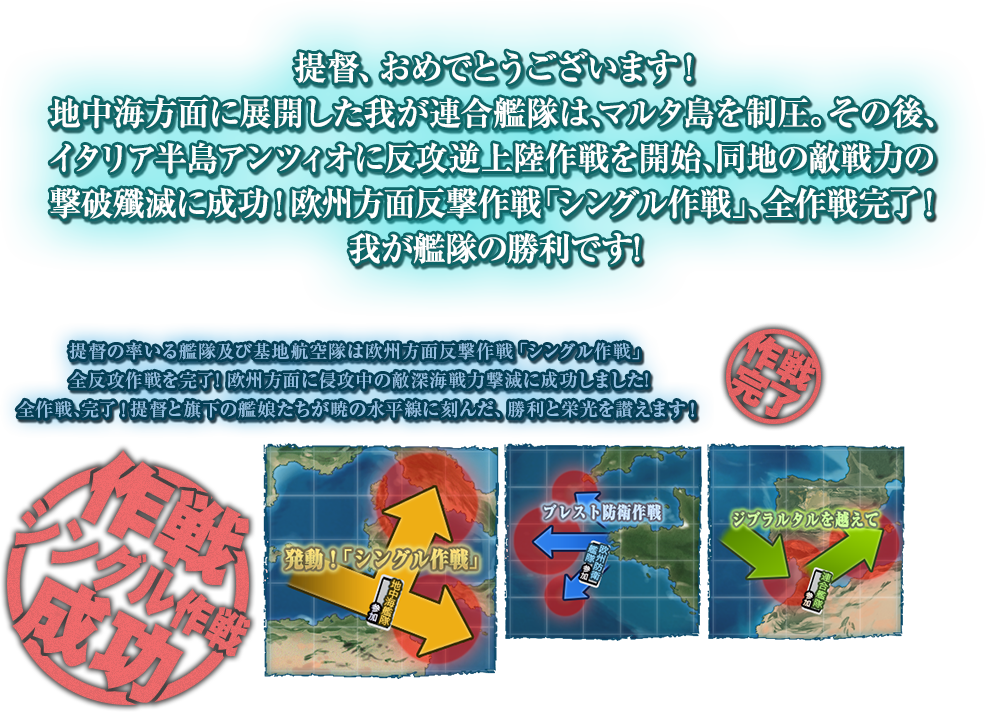 提督、おめでとうございます!
地中海方面に展開した我が連合艦隊は、マルタ島を制圧。その後、
イタリア半島アンツィオに反攻逆上陸作戦を開始、同地の敵戦力の
撃破殲滅に成功!欧州方面反撃作戦「シングル作戦」、全作戦完了!
我が艦隊の勝利です!
提督の率いる艦隊及び基地航空隊は欧州方面反撃作戦「シングル作戦」
全反攻作戦を完了!欧州方面に侵攻中の敵深海戦力撃滅に成功しました!
全作戦、完了!提督と旗下の艦娘たちが暁の水平線に刻んだ、勝利と栄光を讃えます!
作戦
完了
作戦
シングル作戦
成功
発動!「シングル作戦」
地中海艦隊
参加
ブレスト防衛作戦
欧州防衛
艦隊
参加
ジブラルタルを越えて
連合艦隊
参加